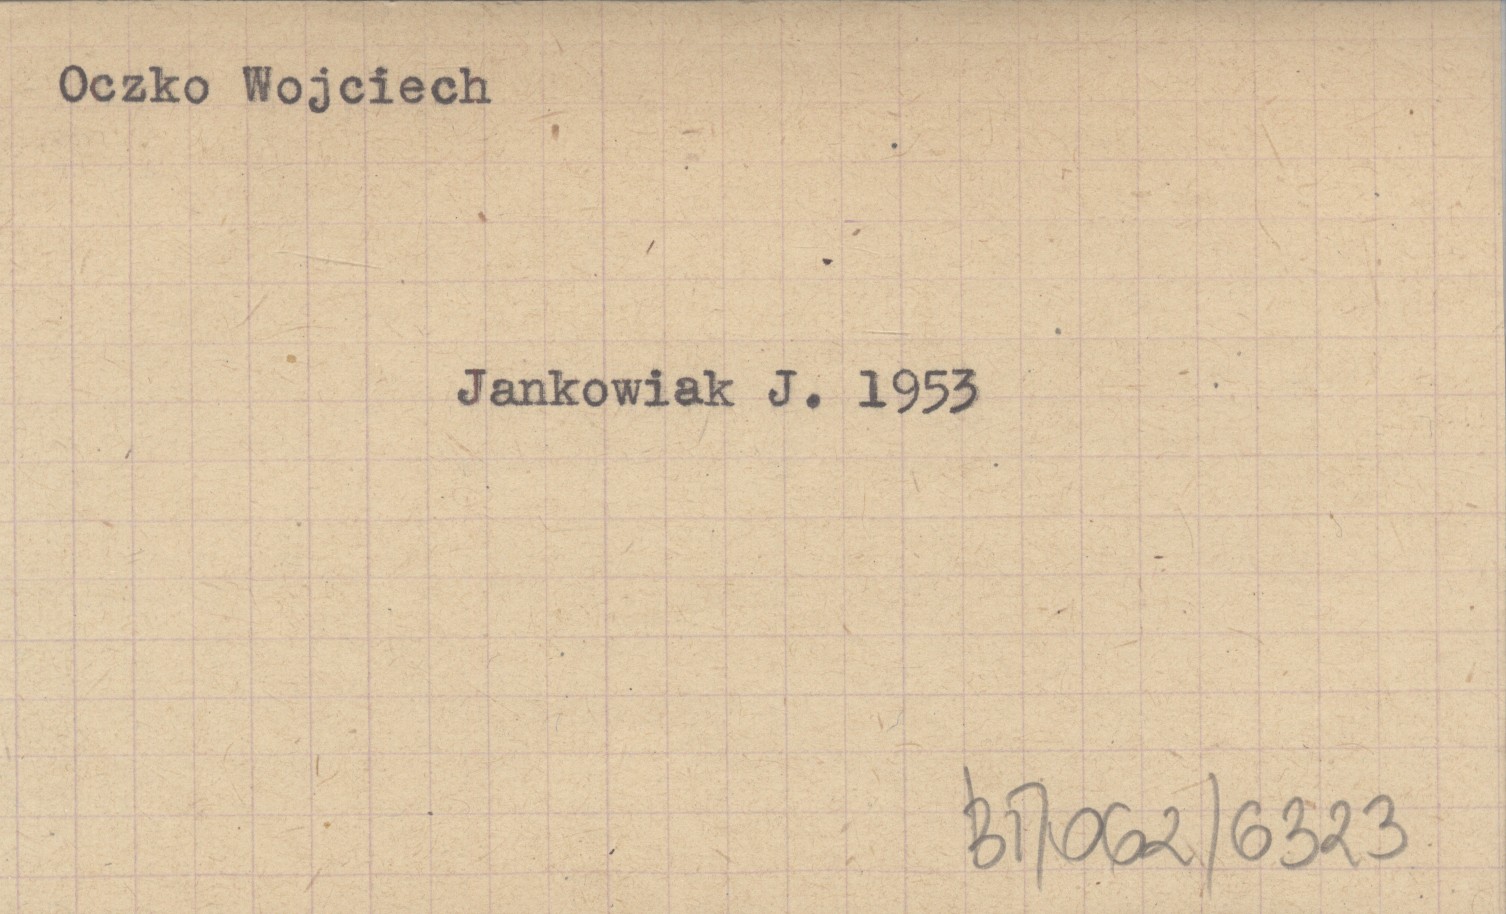 Oczko Wojciech
Jankowiak J. 1953
BT/062/6323